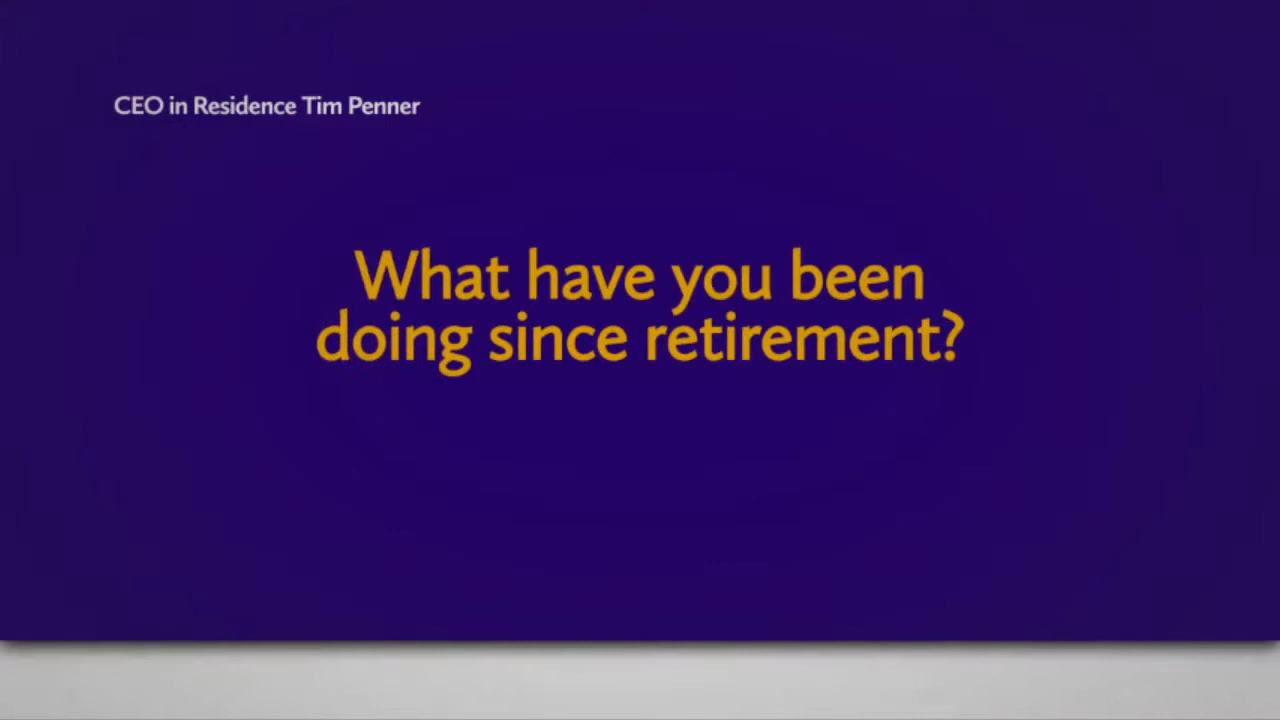 CEO in Residence Tim Penner
What have you been
doing since retirement?